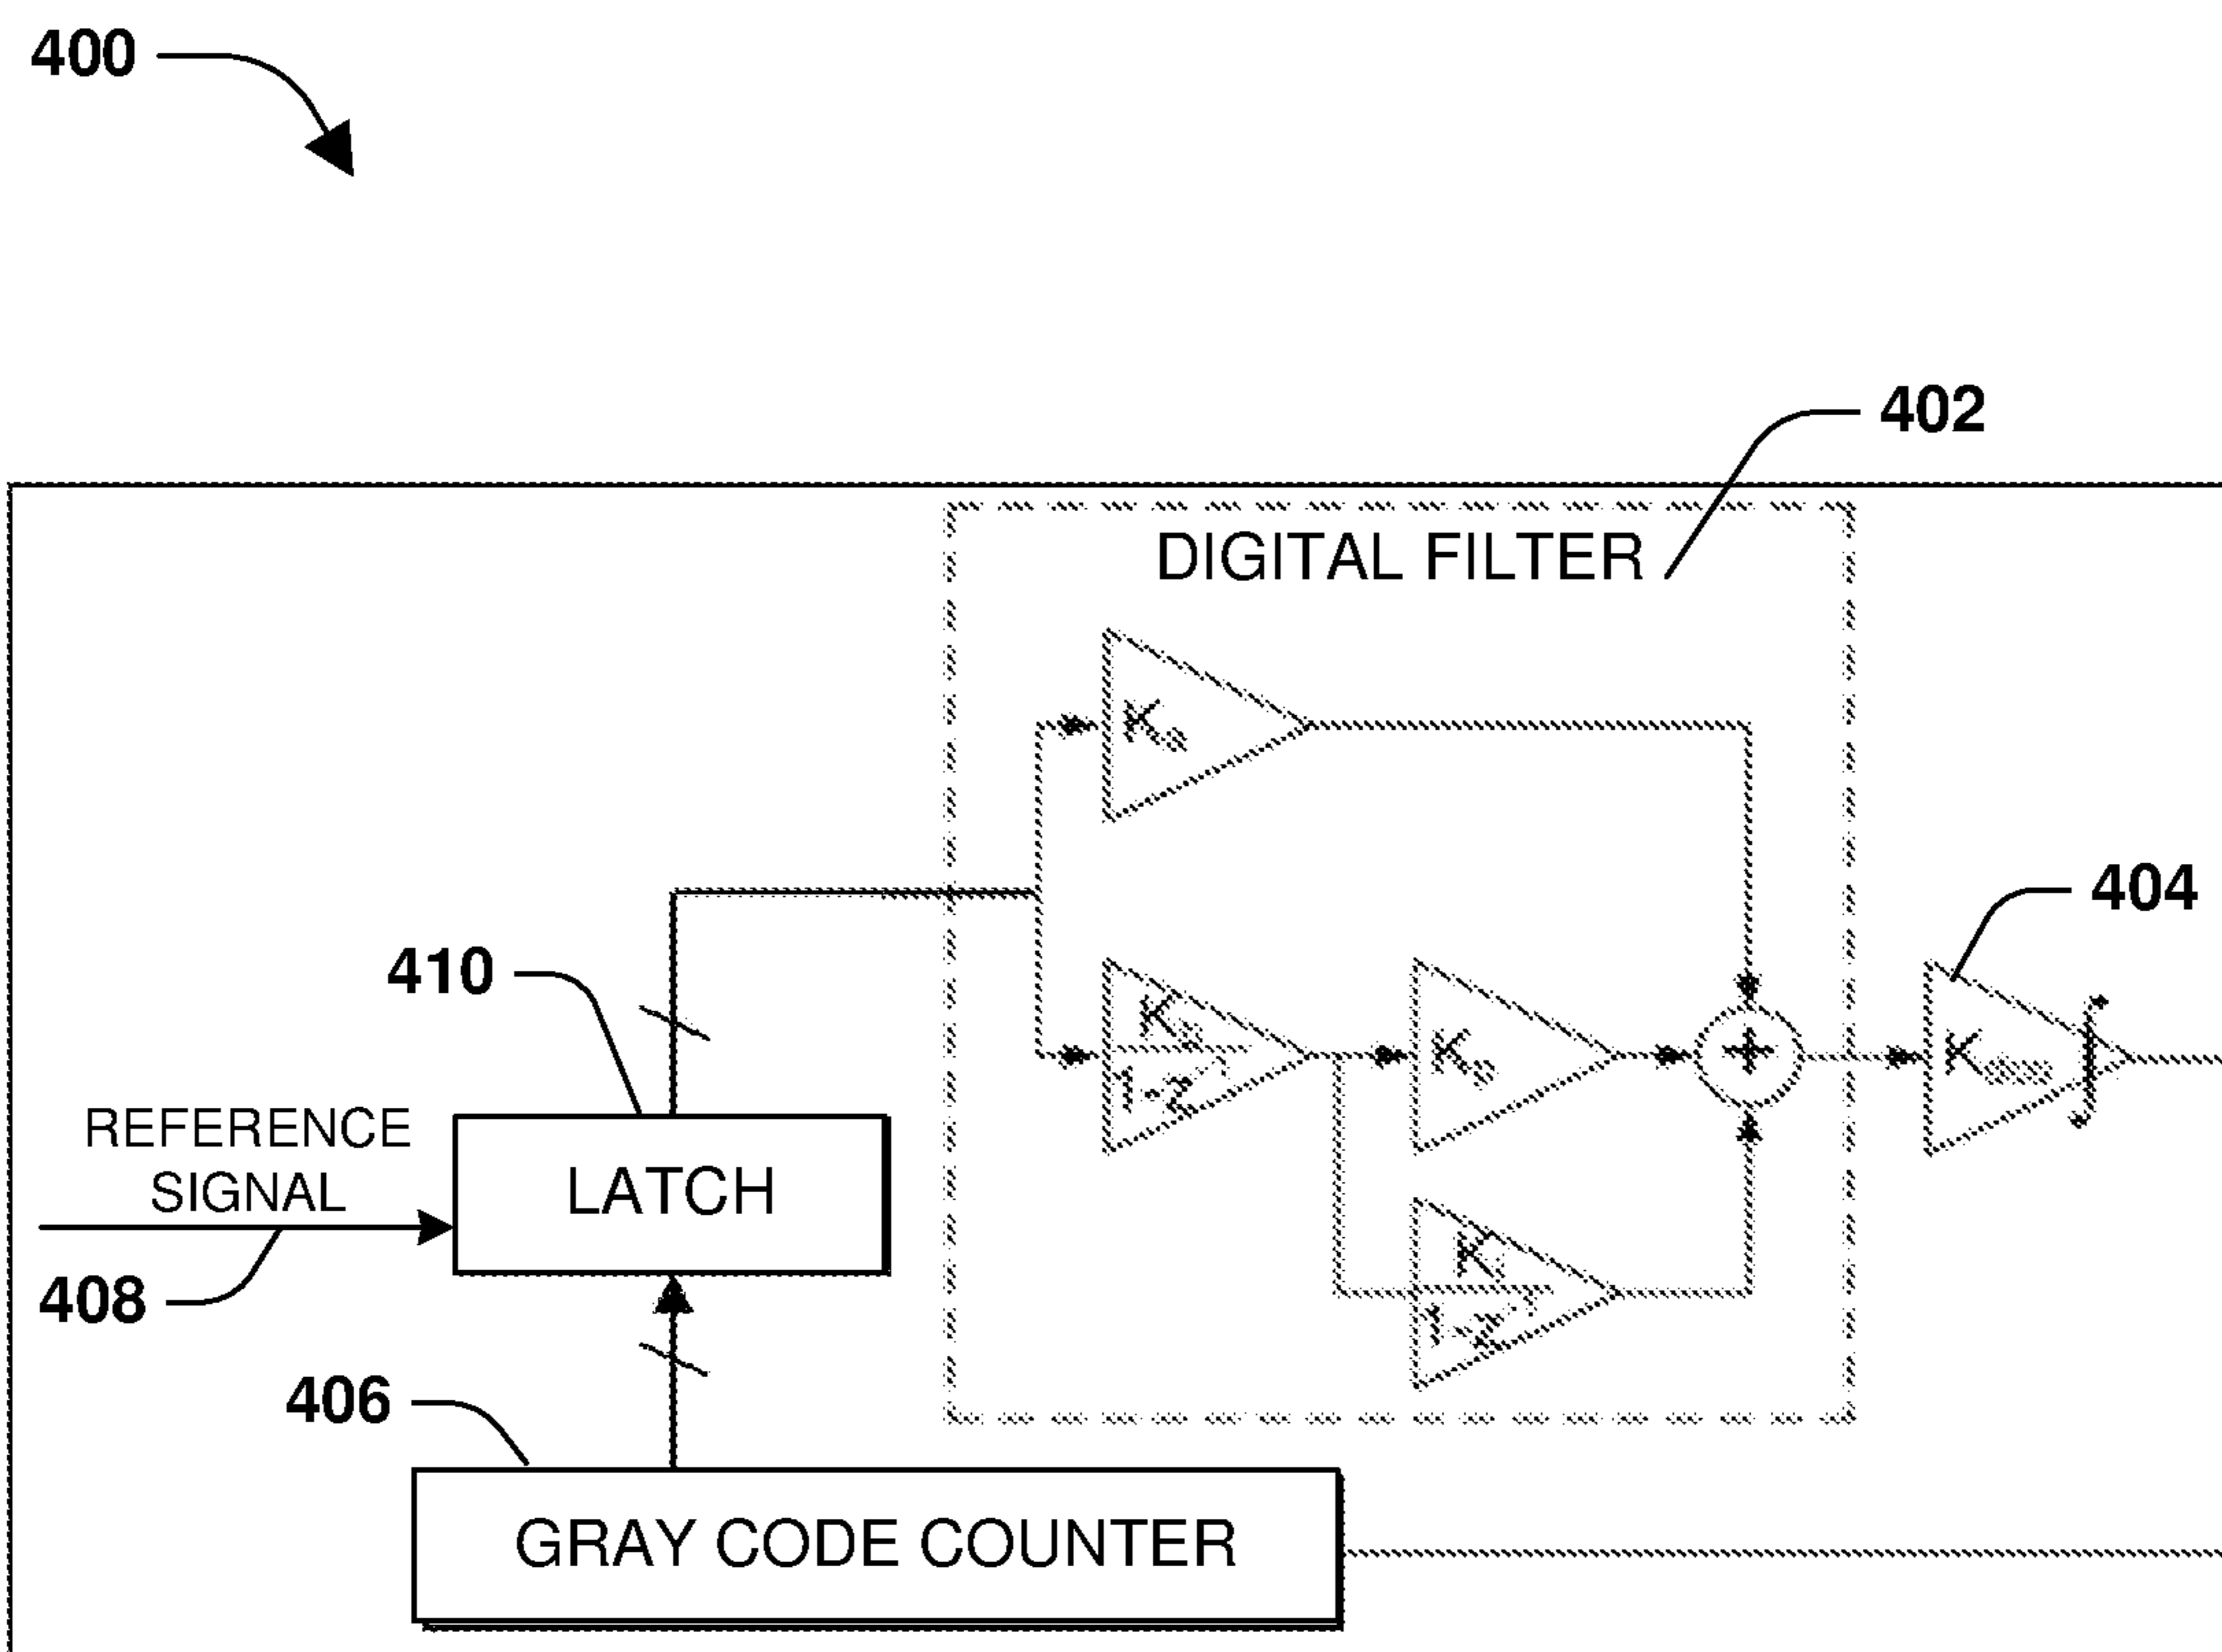 400
402
DIGITAL FILTER
404
410
REFERENCE
SIGNAL
LATCH
408
406
GRAY CODE COUNTER
+